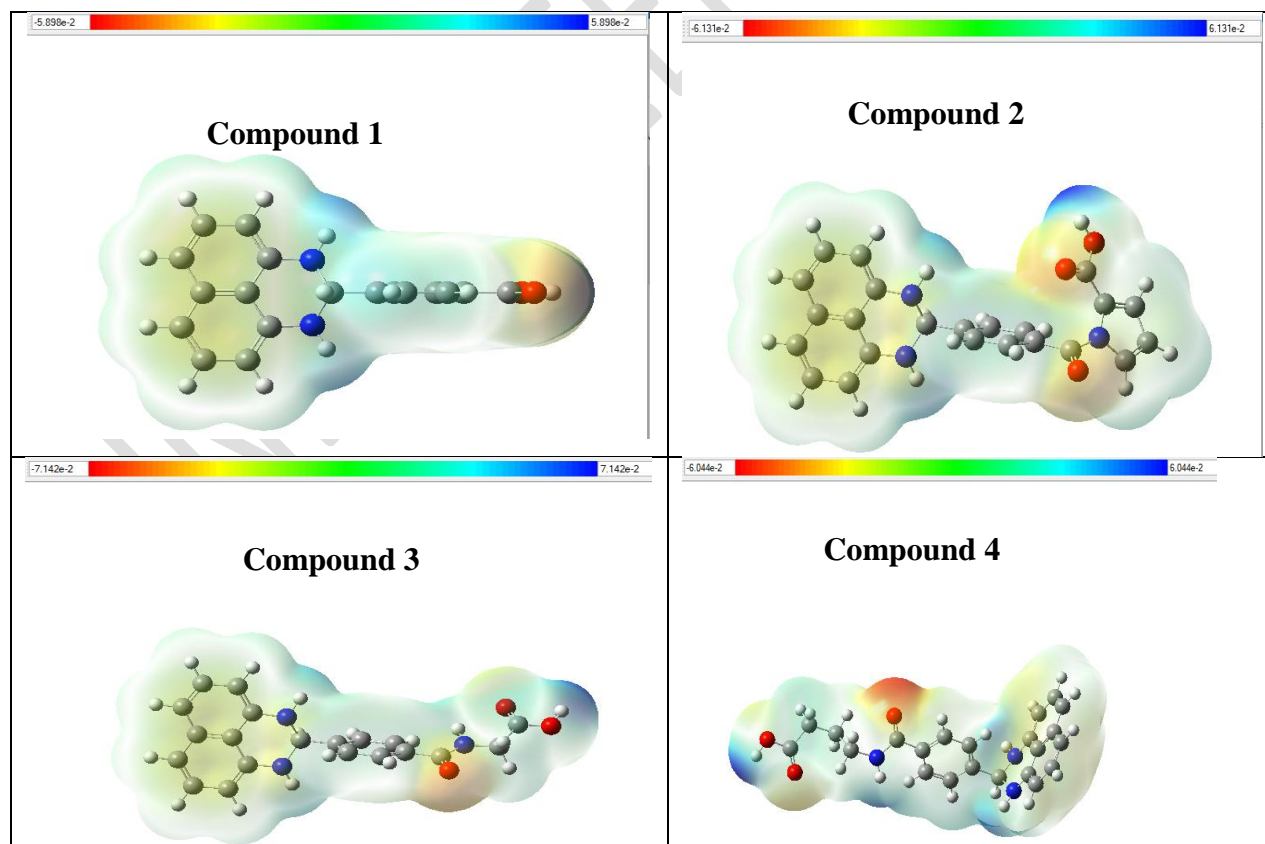 -5.898e-2 5.898e-2
-6.131e-2 6.131e-2
Compound 1
Compound 2
-7.142e-2 7.142e-2
-6.044e-2 6.044e-2
Compound 3
Compound 4